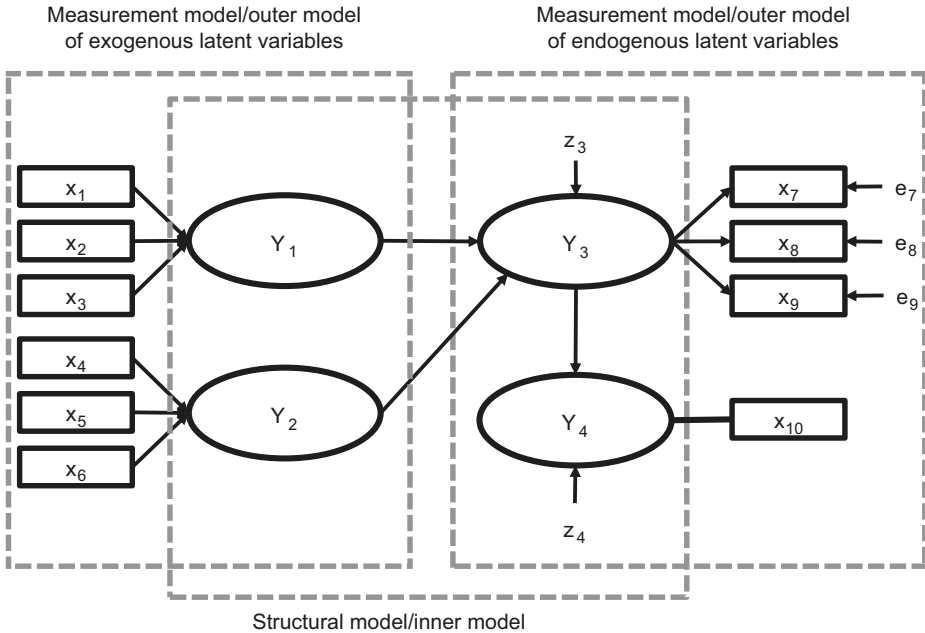 Measurement model/outer model
of exogenous latent variables
Measurement model/outer model
of endogenous latent variables
z₃
x₁
x₂
x₃
Y₁
Y₃
x₇
e₇
x₈
e₈
x₉
e₉
x₄
x₅
x₆
Y₂
Y₄
x₁₀
z₄
Structural model/inner model